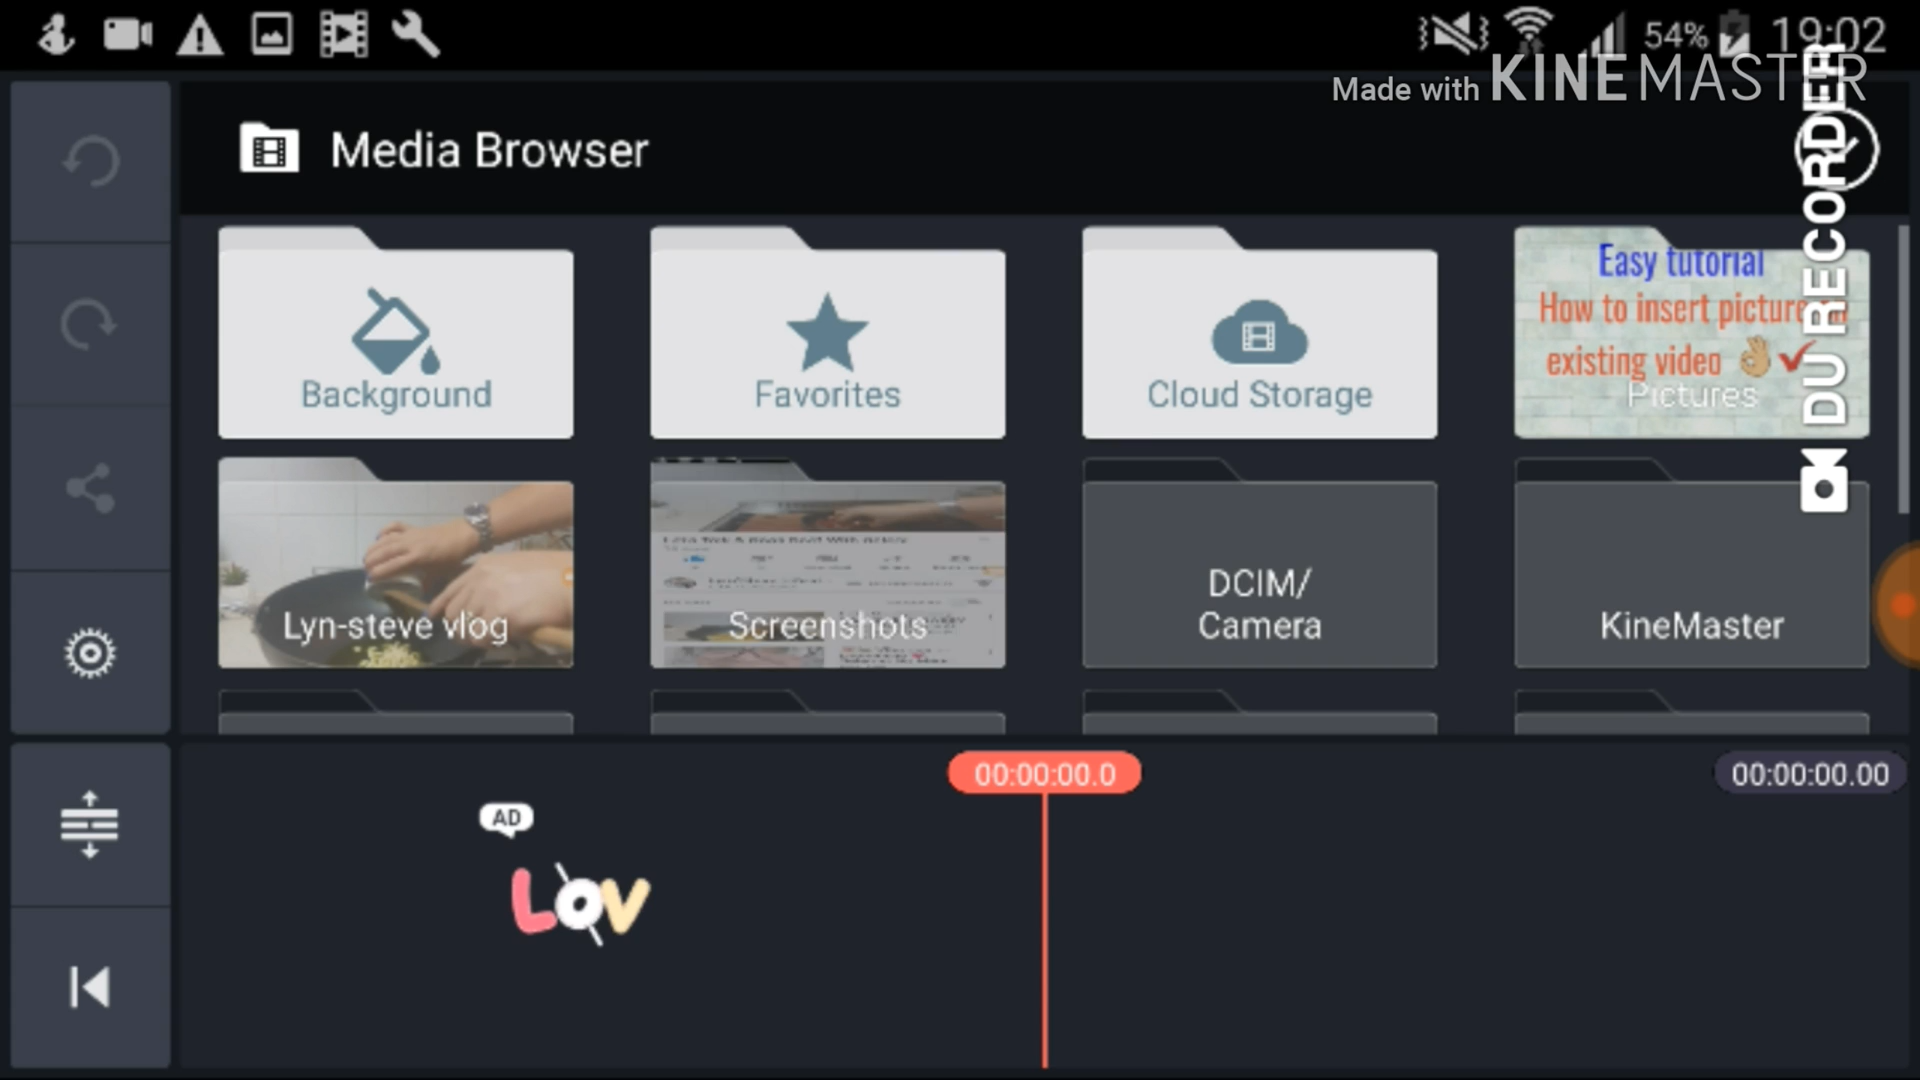 54% 19:02
Made with KINEMASTER
Media Browser
DU RECORDER
Background
Favorites
Cloud Storage
Easy tutorial
How to insert picture
existing video
Pictures
Lyn-steve vlog
Screenshots
DCIM/
Camera
KineMaster
00:00:00.0
00:00:00.00
AD
LOV